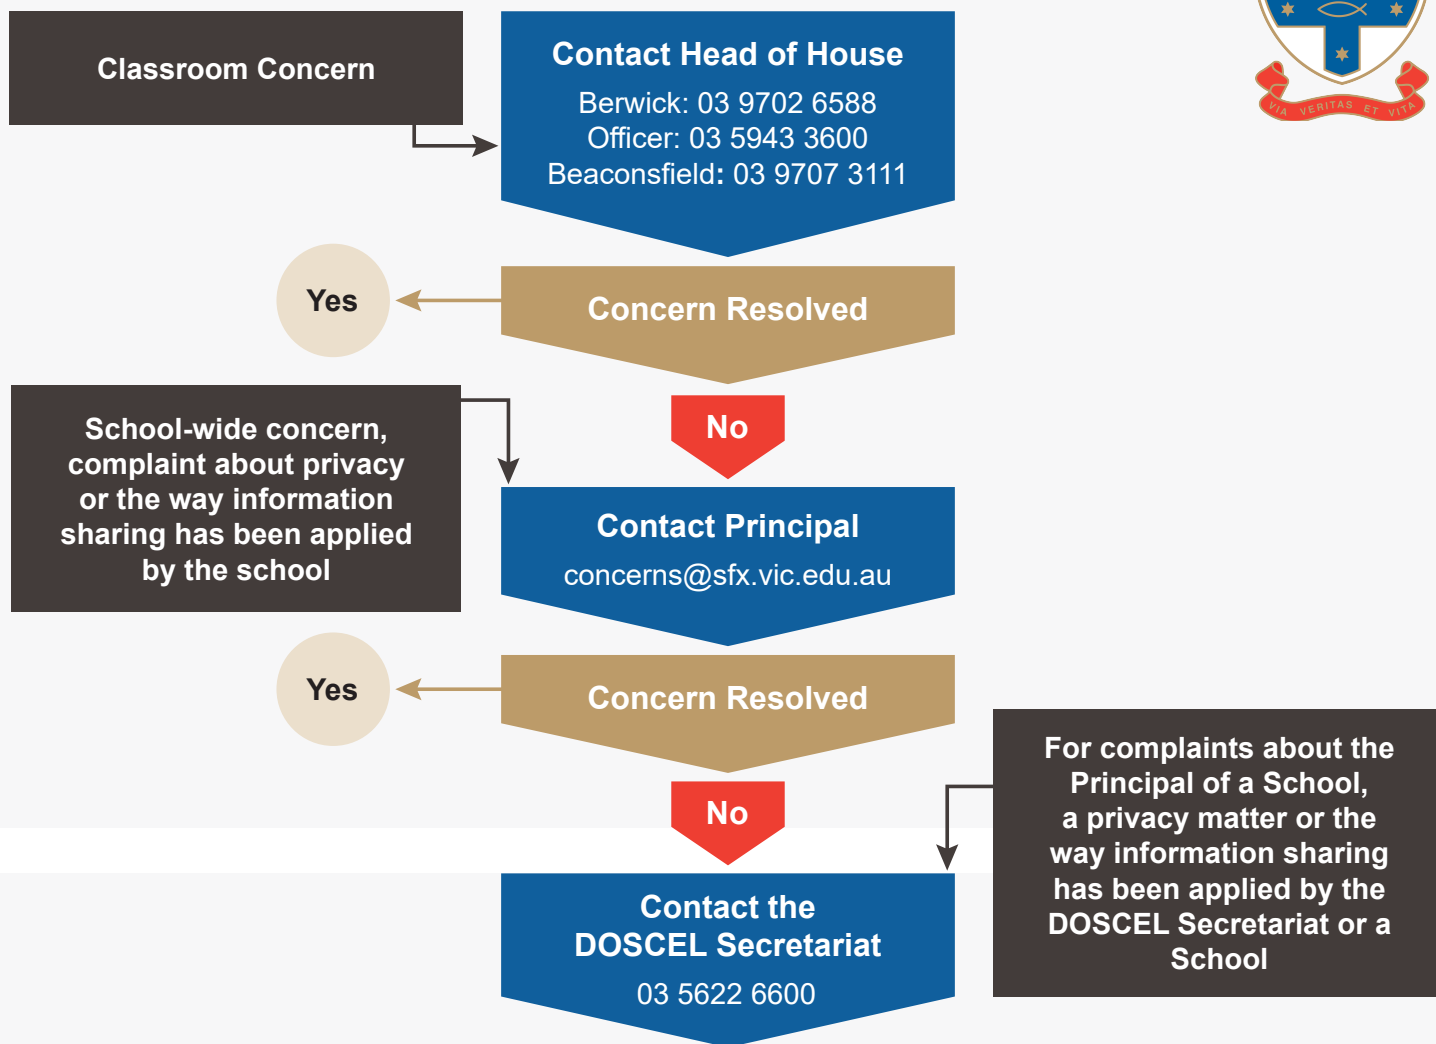 Classroom Concern
Contact Head of House
Berwick: 03 9702 6588
Officer: 03 5943 3600
Beaconsfield: 03 9707 3111
VIA VERITAS ET VITA
Yes
Concern Resolved
No
School-wide concern,
complaint about privacy
or the way information
sharing has been applied
by the school
Contact Principal
concerns@sfx.vic.edu.au
Yes
Concern Resolved
No
For complaints about the
Principal of a School,
a privacy matter or the
way information sharing
has been applied by the
DOSCEL Secretariat or a
School
Contact the
DOSCEL Secretariat
03 5622 6600